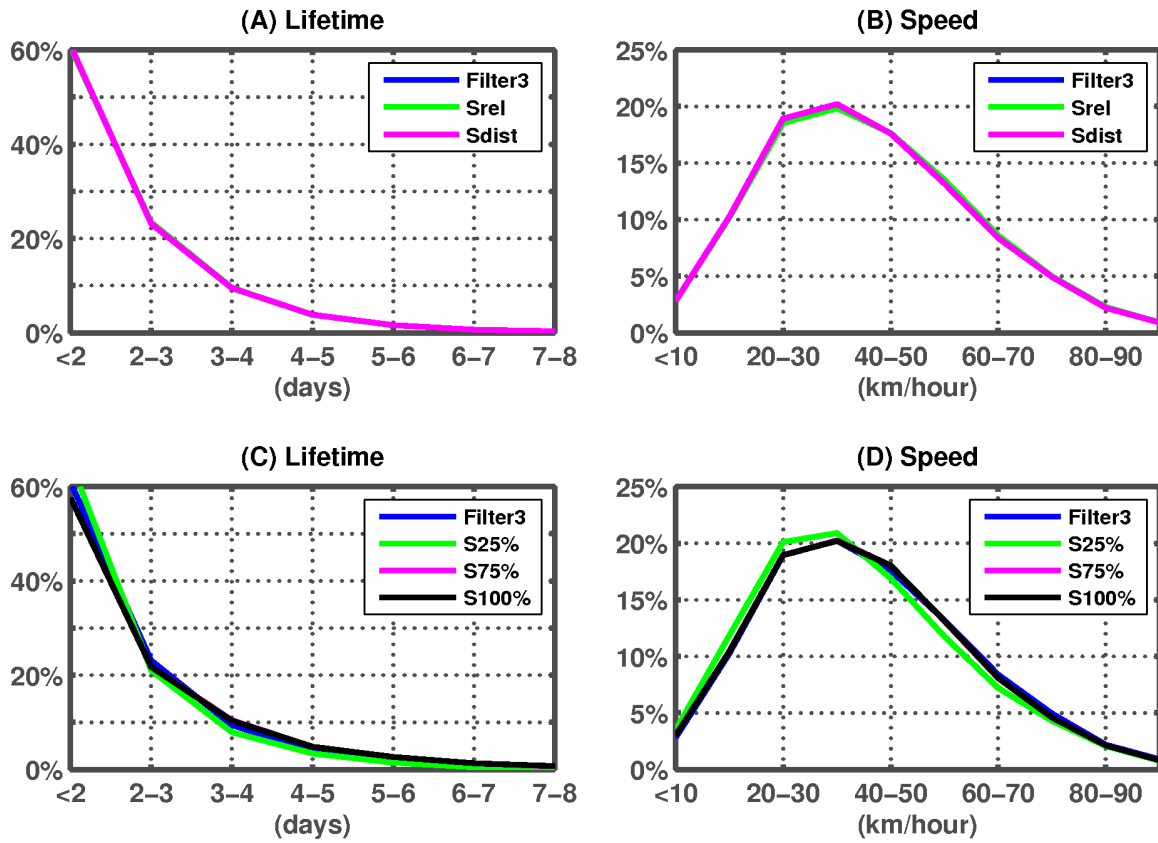 (A) Lifetime
60%
40%
20%
0%
<2 2–3 3–4 4–5 5–6 6–7 7–8
(days)
Filter3
Srel
Sdist
(B) Speed
25%
20%
15%
10%
5%
0%
<10 20–30 40–50 60–70 80–90
(km/hour)
Filter3
Srel
Sdist
(C) Lifetime
60%
40%
20%
0%
<2 2–3 3–4 4–5 5–6 6–7 7–8
(days)
Filter3
S25%
S75%
S100%
(D) Speed
25%
20%
15%
10%
5%
0%
<10 20–30 40–50 60–70 80–90
(km/hour)
Filter3
S25%
S75%
S100%